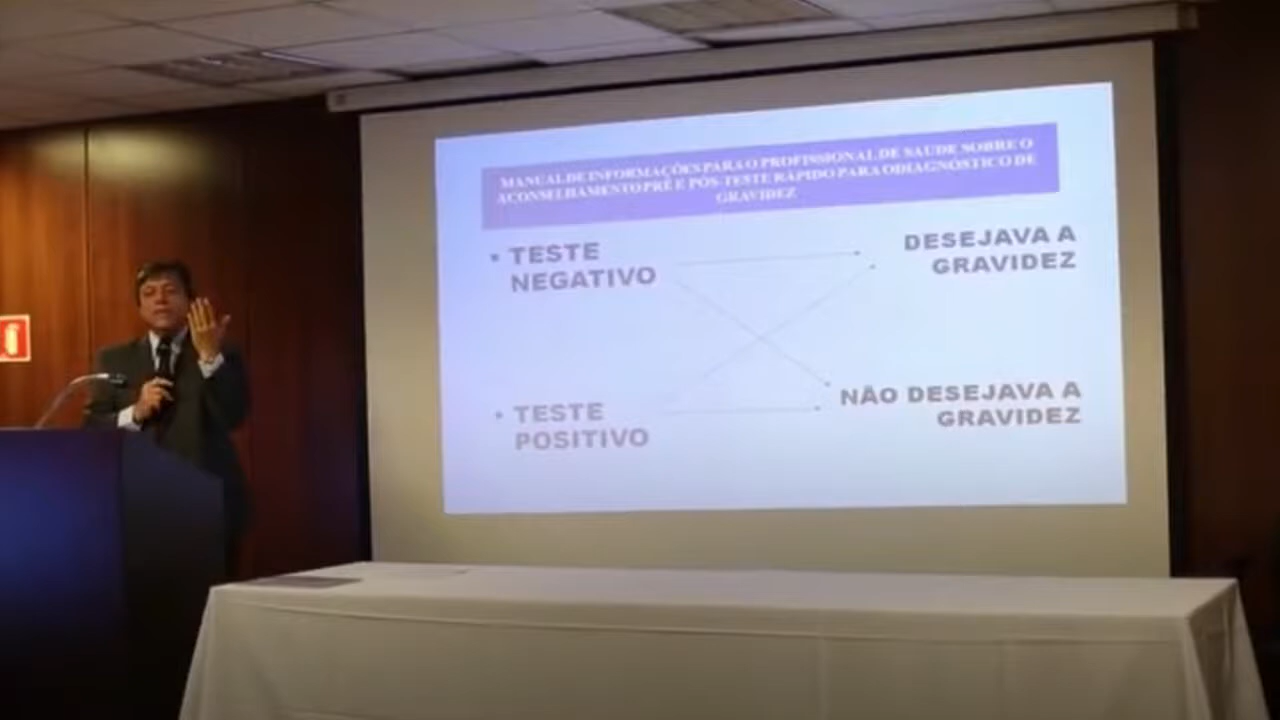 MANUAL DE INFORMAÇÕES PARA O PROFISSIONAL DE SAUDE SOBRE O
ACONSELHAMENTO PRÉ E PÓS-TESTE RÁPIDO PARA ODIAGNÓSTICO DE
GRAVIDEZ
• TESTE
NEGATIVO
DESEJAVA A
GRAVIDEZ
• TESTE
POSITIVO
NÃO DESEJAVA A
GRAVIDEZ